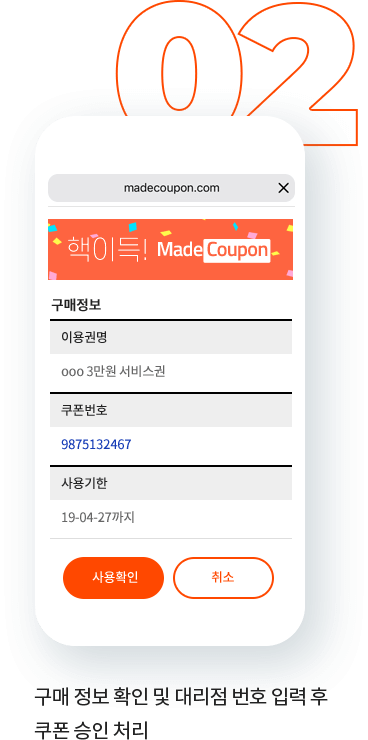 02
madecoupon.com
핵이득! MadeCoupon
구매정보
이용권명
ooo 3만원 서비스권
쿠폰번호
9875132467
사용기한
19-04-27까지
사용확인 취소
구매 정보 확인 및 대리점 번호 입력 후
쿠폰 승인 처리